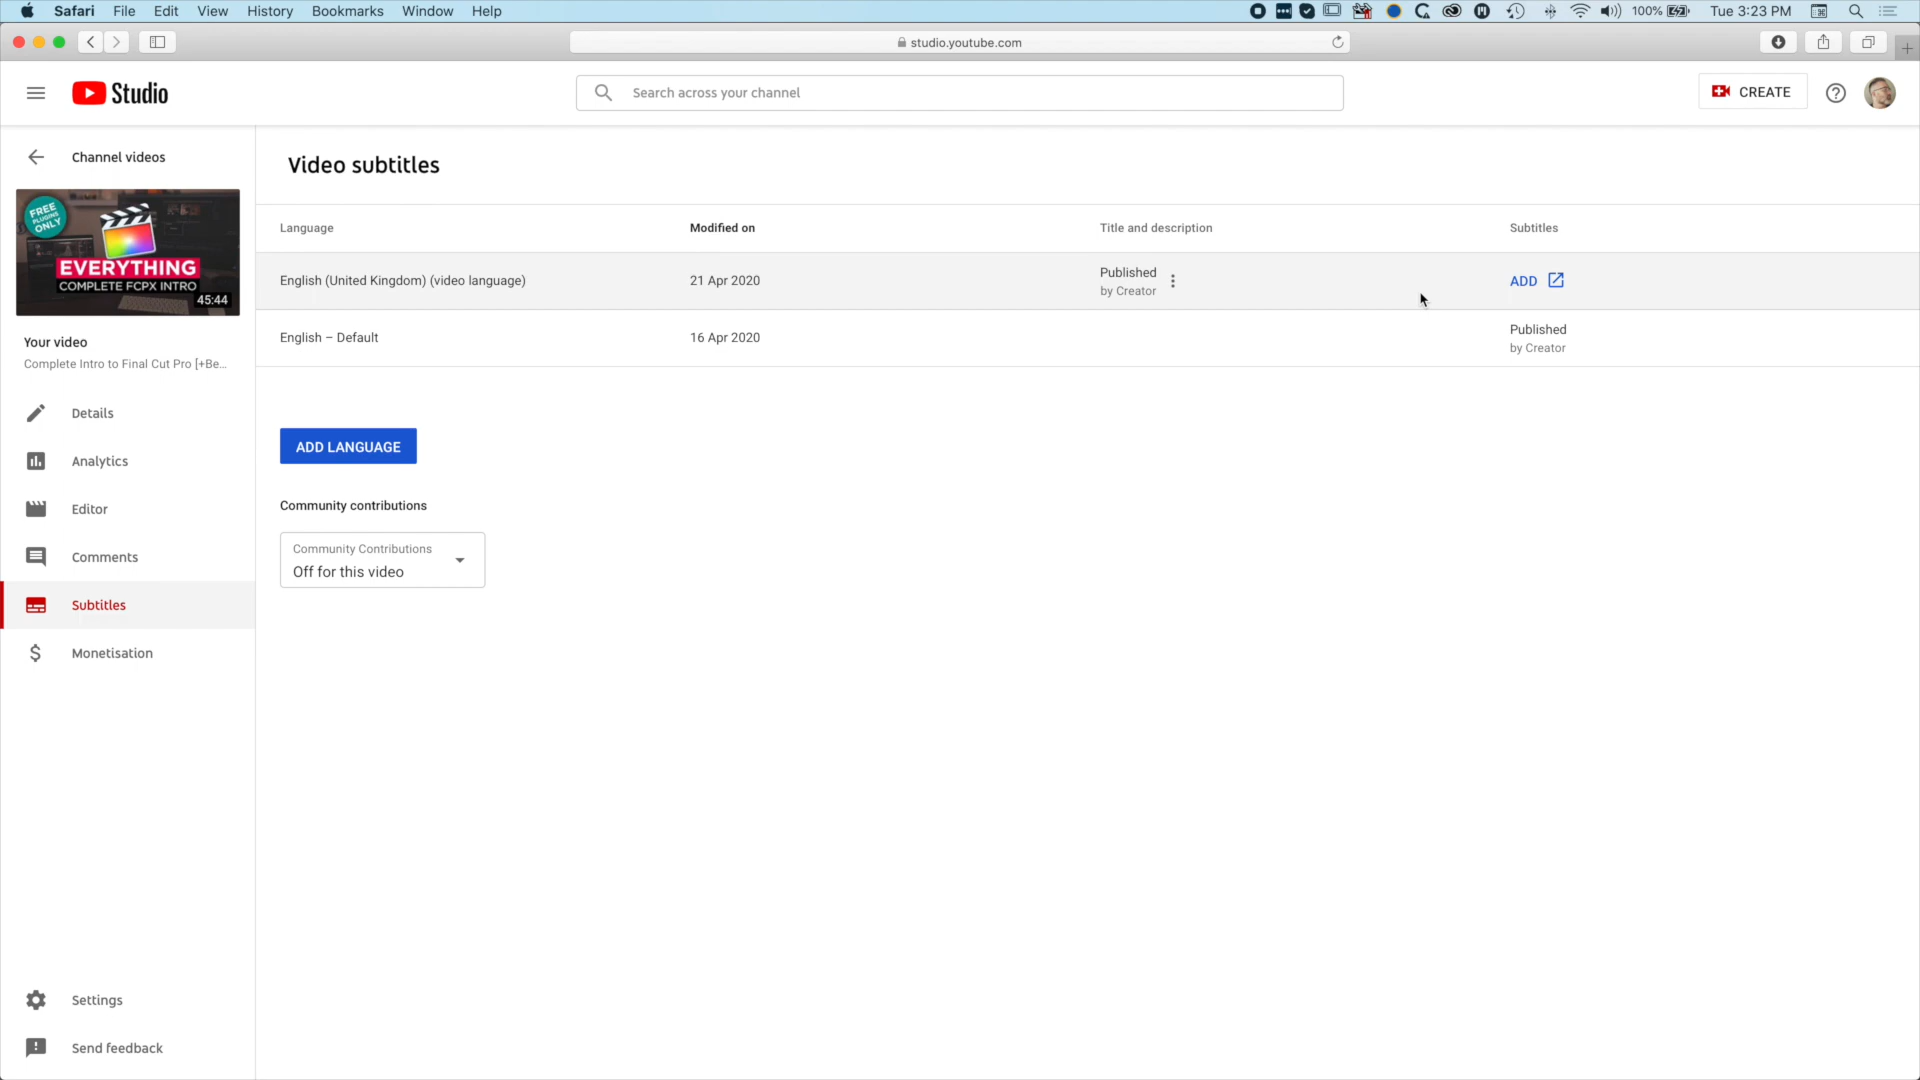 Safari File Edit View History Bookmarks Window Help 100% Tue 3:23 PM
studio.youtube.com
Studio
Search across your channel
CREATE
Channel videos
FREE
PLUGINS
ONLY
EVERYTHING
COMPLETE FCPX INTRO
45:44
Your video
Complete Intro to Final Cut Pro [+Be...
Details
Analytics
Editor
Comments
Subtitles
Monetisation
Settings
Send feedback
Video subtitles
Language Modified on Title and description Subtitles
English (United Kingdom) (video language) 21 Apr 2020 Published by Creator ADD
English – Default 16 Apr 2020 Published by Creator
ADD LANGUAGE
Community contributions
Community Contributions
Off for this video